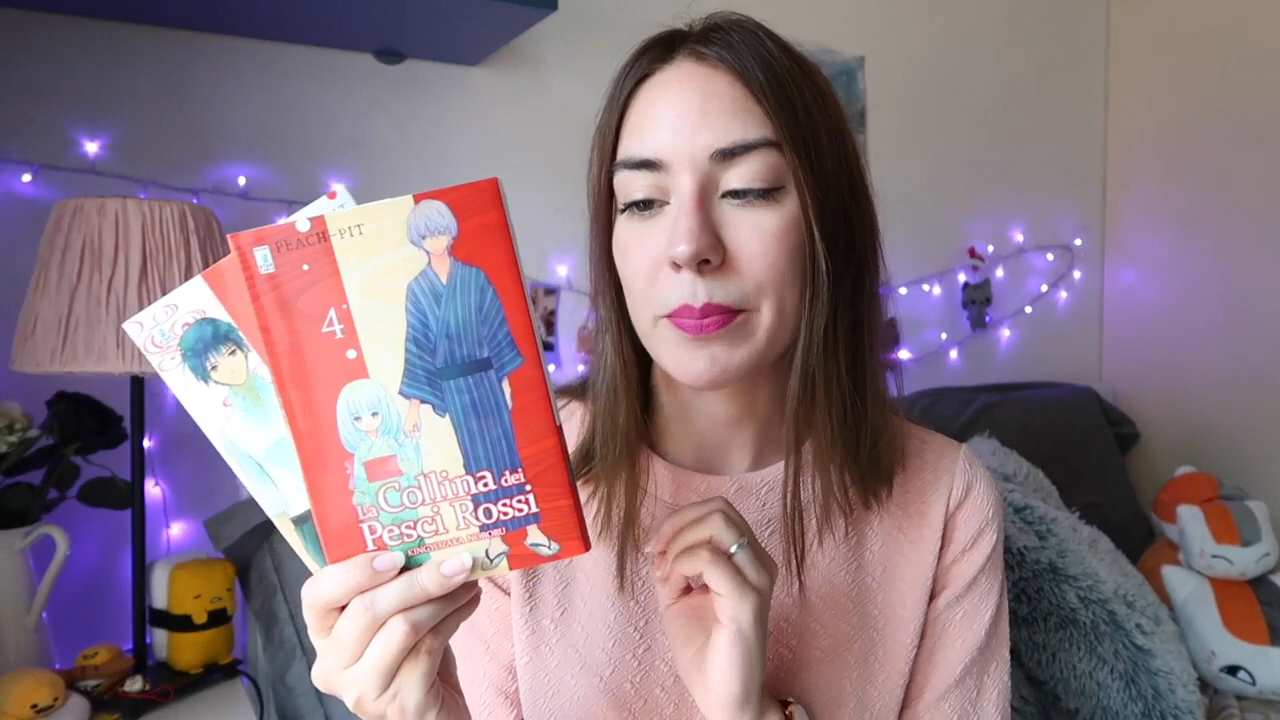 PEACH-PIT
4
La Collina dei
Pesci Rossi
KINGYOZAKA NOBORU